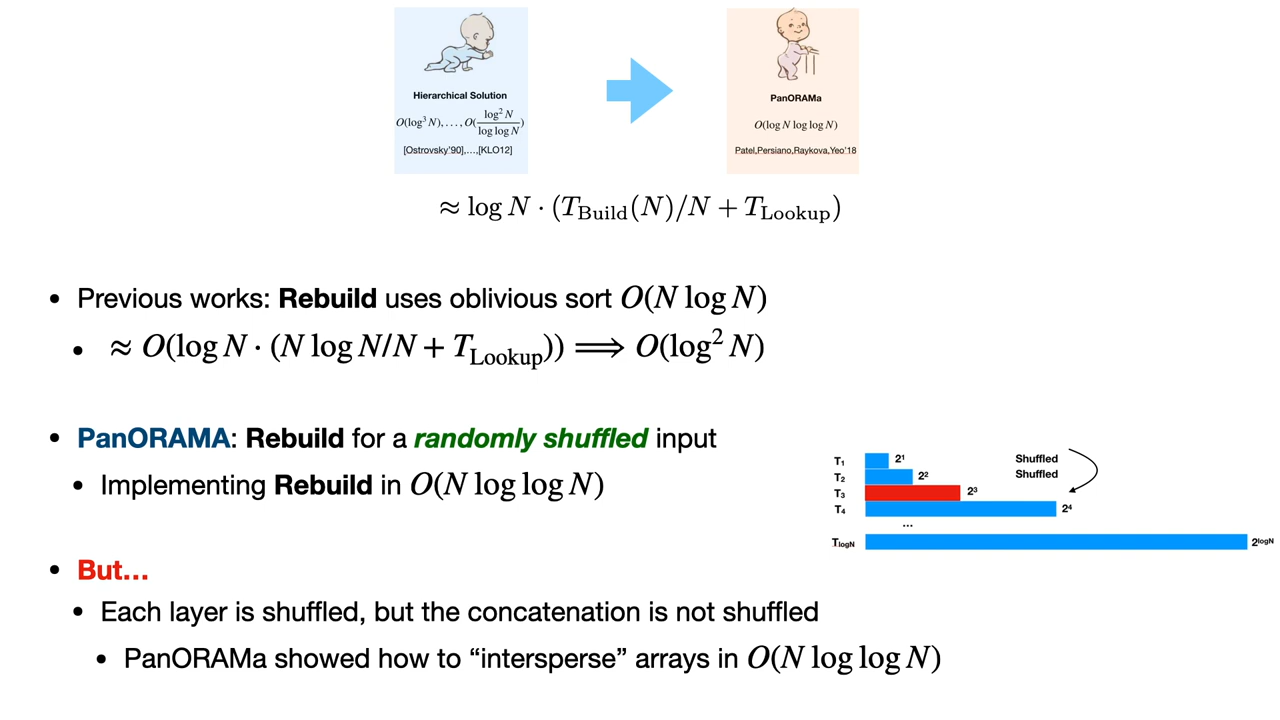 Hierarchical Solution
O(log³ N), . . . , O(log² N / log log N)
[Ostrovsky'90],...,[KLO12]
PanORAMa
O(log N log log N)
Patel,Persiano,Raykova,Yeo'18
≈ log N · (T_Build(N)/N + T_Lookup)
• Previous works: Rebuild uses oblivious sort O(N log N)
• ≈ O(log N · (N log N/N + T_Lookup)) ⟹ O(log² N)
• PanORAMA: Rebuild for a randomly shuffled input
• Implementing Rebuild in O(N log log N)
T₁ 2¹ Shuffled
T₂ 2² Shuffled
T₃ 2³
T₄ 2⁴
...
T_logN 2^logN
• But...
• Each layer is shuffled, but the concatenation is not shuffled
• PanORAMa showed how to “intersperse” arrays in O(N log log N)